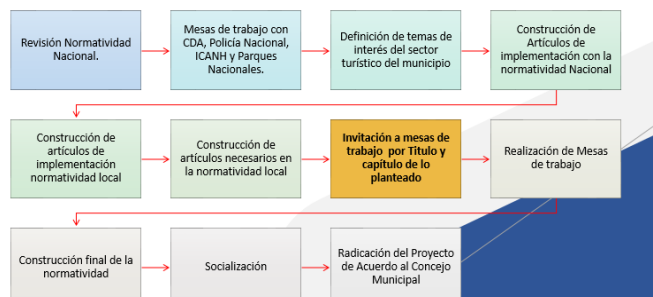 Revisión Normatividad
Nacional.
Mesas de trabajo con
CDA, Policía Nacional,
ICANH y Parques
Nacionales.
Definición de temas de
interés del sector
turístico del municipio
Construcción de
Artículos de
implementación con la
normatividad Nacional
Construcción de
artículos de
implementación
normatividad local
Construcción de
artículos necesarios en
la normatividad local
Invitación a mesas de
trabajo por Titulo y
capítulo de lo
planteado
Realización de Mesas
de trabajo
Construcción final de la
normatividad
Socialización
Radicación del Proyecto
de Acuerdo al Concejo
Municipal